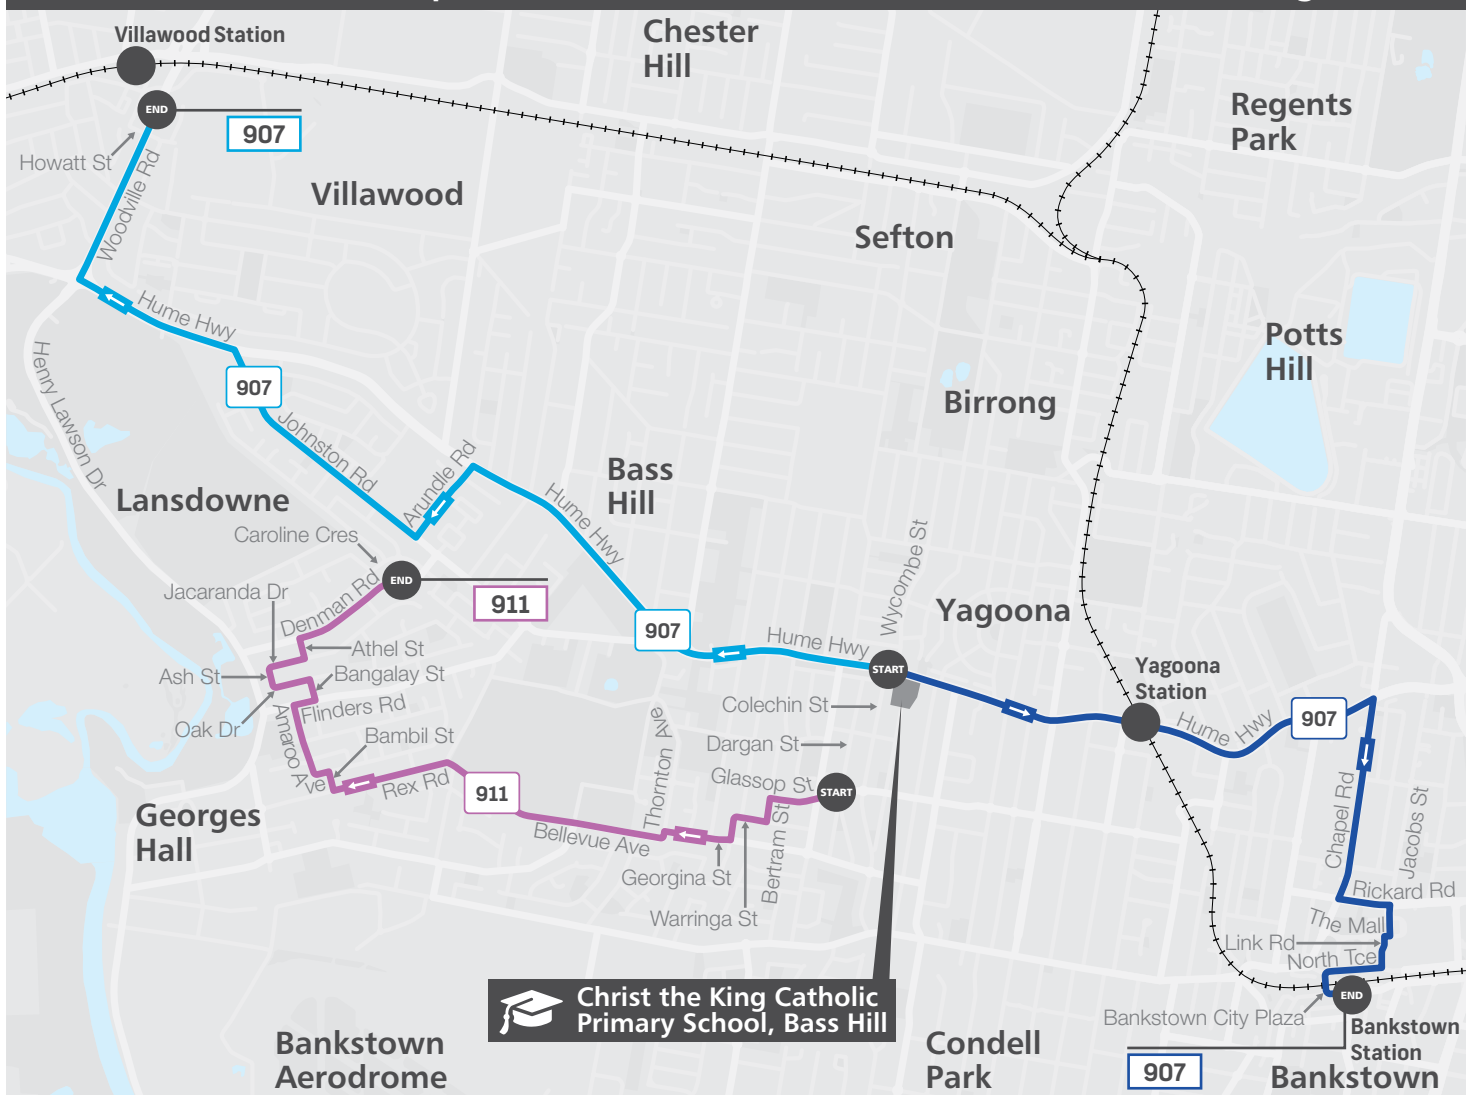 Villawood Station
Chester
Hill
Regents
Park
END
907
Howatt St
Woodville Rd
Villawood
Sefton
Hume Hwy
Henry Lawson Dr
907
Potts
Hill
Birrong
Johnston Rd
Arundle Rd
Bass
Hill
Hume Hwy
Lansdowne
Caroline Cres
END
911
Jacaranda Dr
Denman Rd
Athel St
Ash St
Bangalay St
Oak Dr
Flinders Rd
Amaroo Ave
Bambil St
Rex Rd
911
907
Hume Hwy
Wycombe St
Yagoona
START
Yagoona
Station
Colechin St
Dargan St
Thornton Ave
Glassop St
START
Hume Hwy
907
Georges
Hall
Bellevue Ave
Georgina St
Bertram St
Warringa St
Chapel Rd
Jacobs St
Rickard Rd
The Mall
Link Rd
North Tce
END
Christ the King Catholic
Primary School, Bass Hill
Bankstown City Plaza
Bankstown
Station
Bankstown
Aerodrome
Condell
Park
907
Bankstown